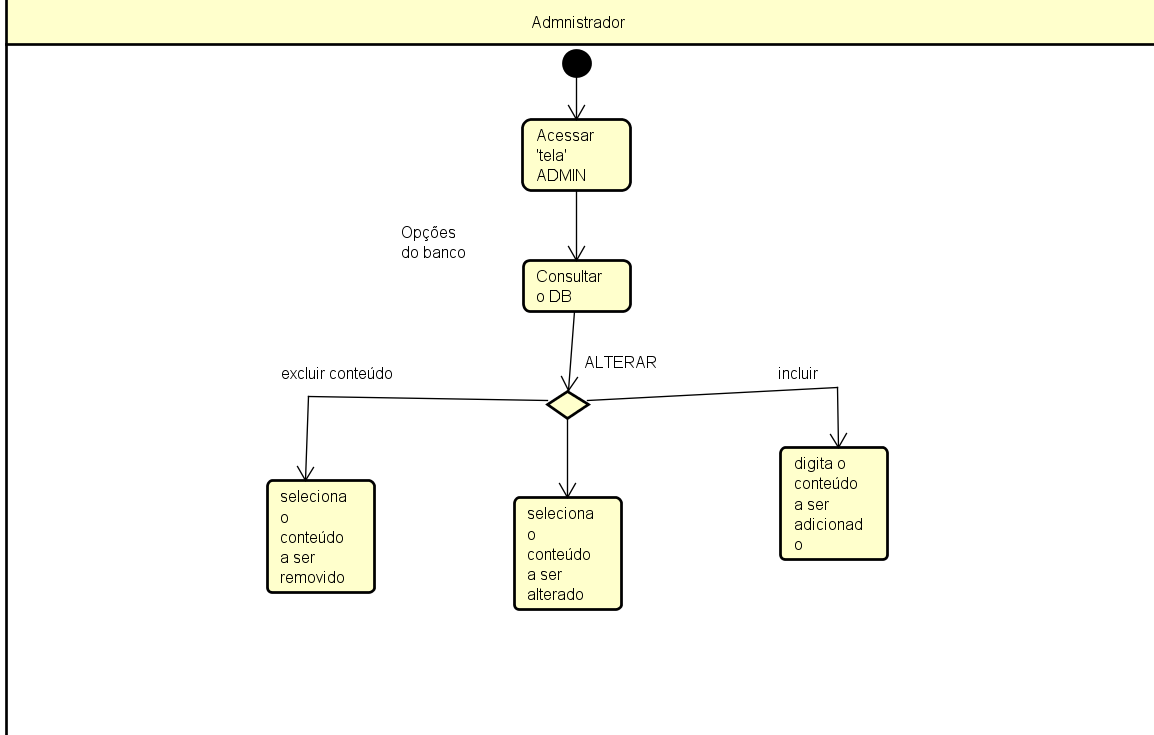 Admnistrador
Acessar
'tela'
ADMIN
Opções
do banco
Consultar
o DB
ALTERAR
excluir conteúdo
incluir
seleciona
o
conteúdo
a ser
removido
seleciona
o
conteúdo
a ser
alterado
digita o
conteúdo
a ser
adicionad
o